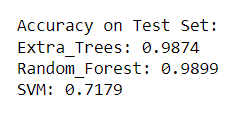 Accuracy on Test Set:
Extra_Trees: 0.9874
Random_Forest: 0.9899
SVM: 0.7179